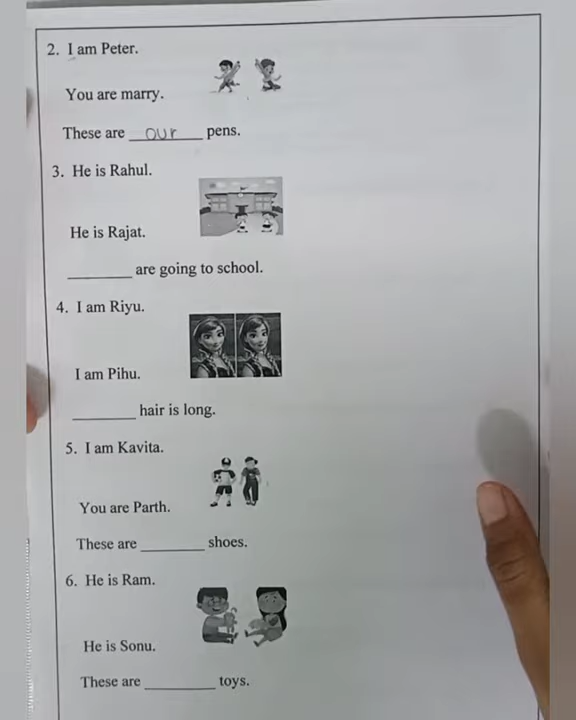 2. I am Peter.
You are marry.
These are our pens.
3. He is Rahul.
He is Rajat.
________ are going to school.
4. I am Riyu.
I am Pihu.
________ hair is long.
5. I am Kavita.
You are Parth.
These are ________ shoes.
6. He is Ram.
He is Sonu.
These are _________ toys.